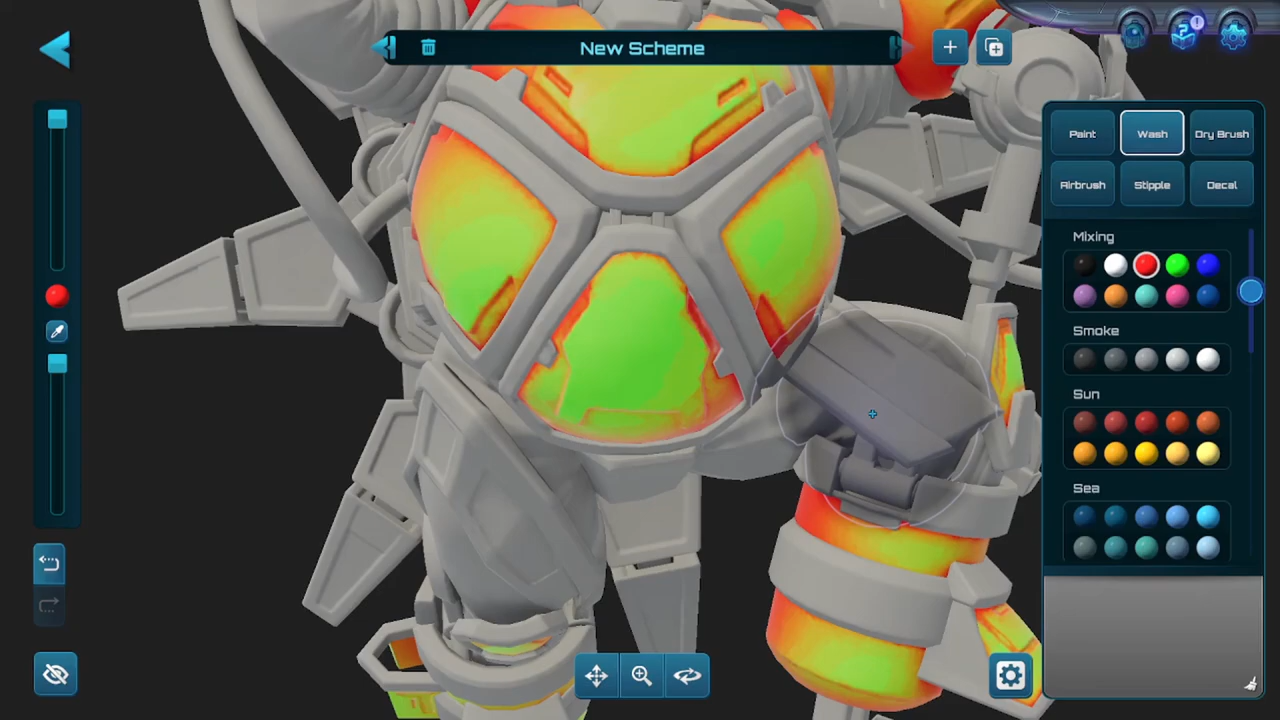 New Scheme
Paint
Wash
Dry Brush
Airbrush
Stipple
Decal
Mixing
Smoke
Sun
Sea